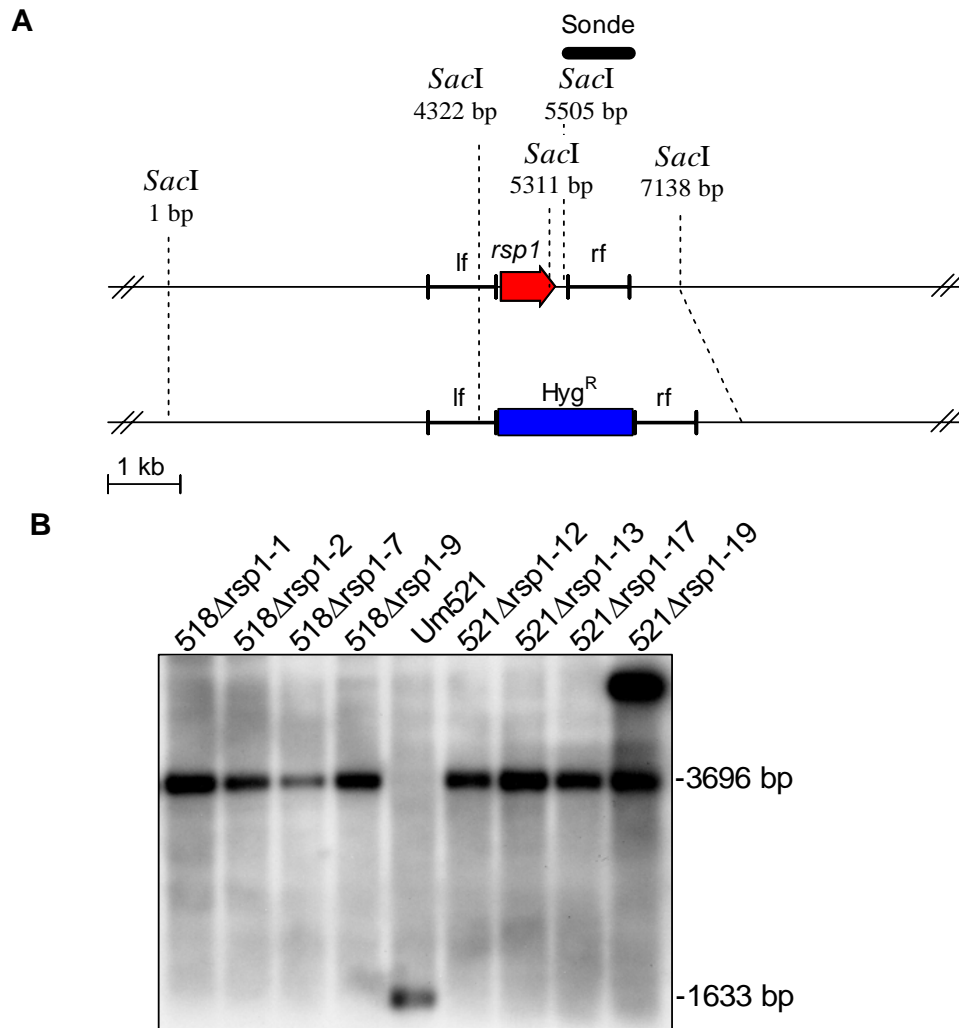 A
Sonde
SacI
4322 bp
SacI
5505 bp
SacI
5311 bp
SacI
7138 bp
SacI
1 bp
lf
rsp1
rf
lf
Hyg^R
rf
1 kb
B
518Δrsp1-1
518Δrsp1-2
518Δrsp1-7
518Δrsp1-9
Um521
521Δrsp1-12
521Δrsp1-13
521Δrsp1-17
521Δrsp1-19
-3696 bp
-1633 bp